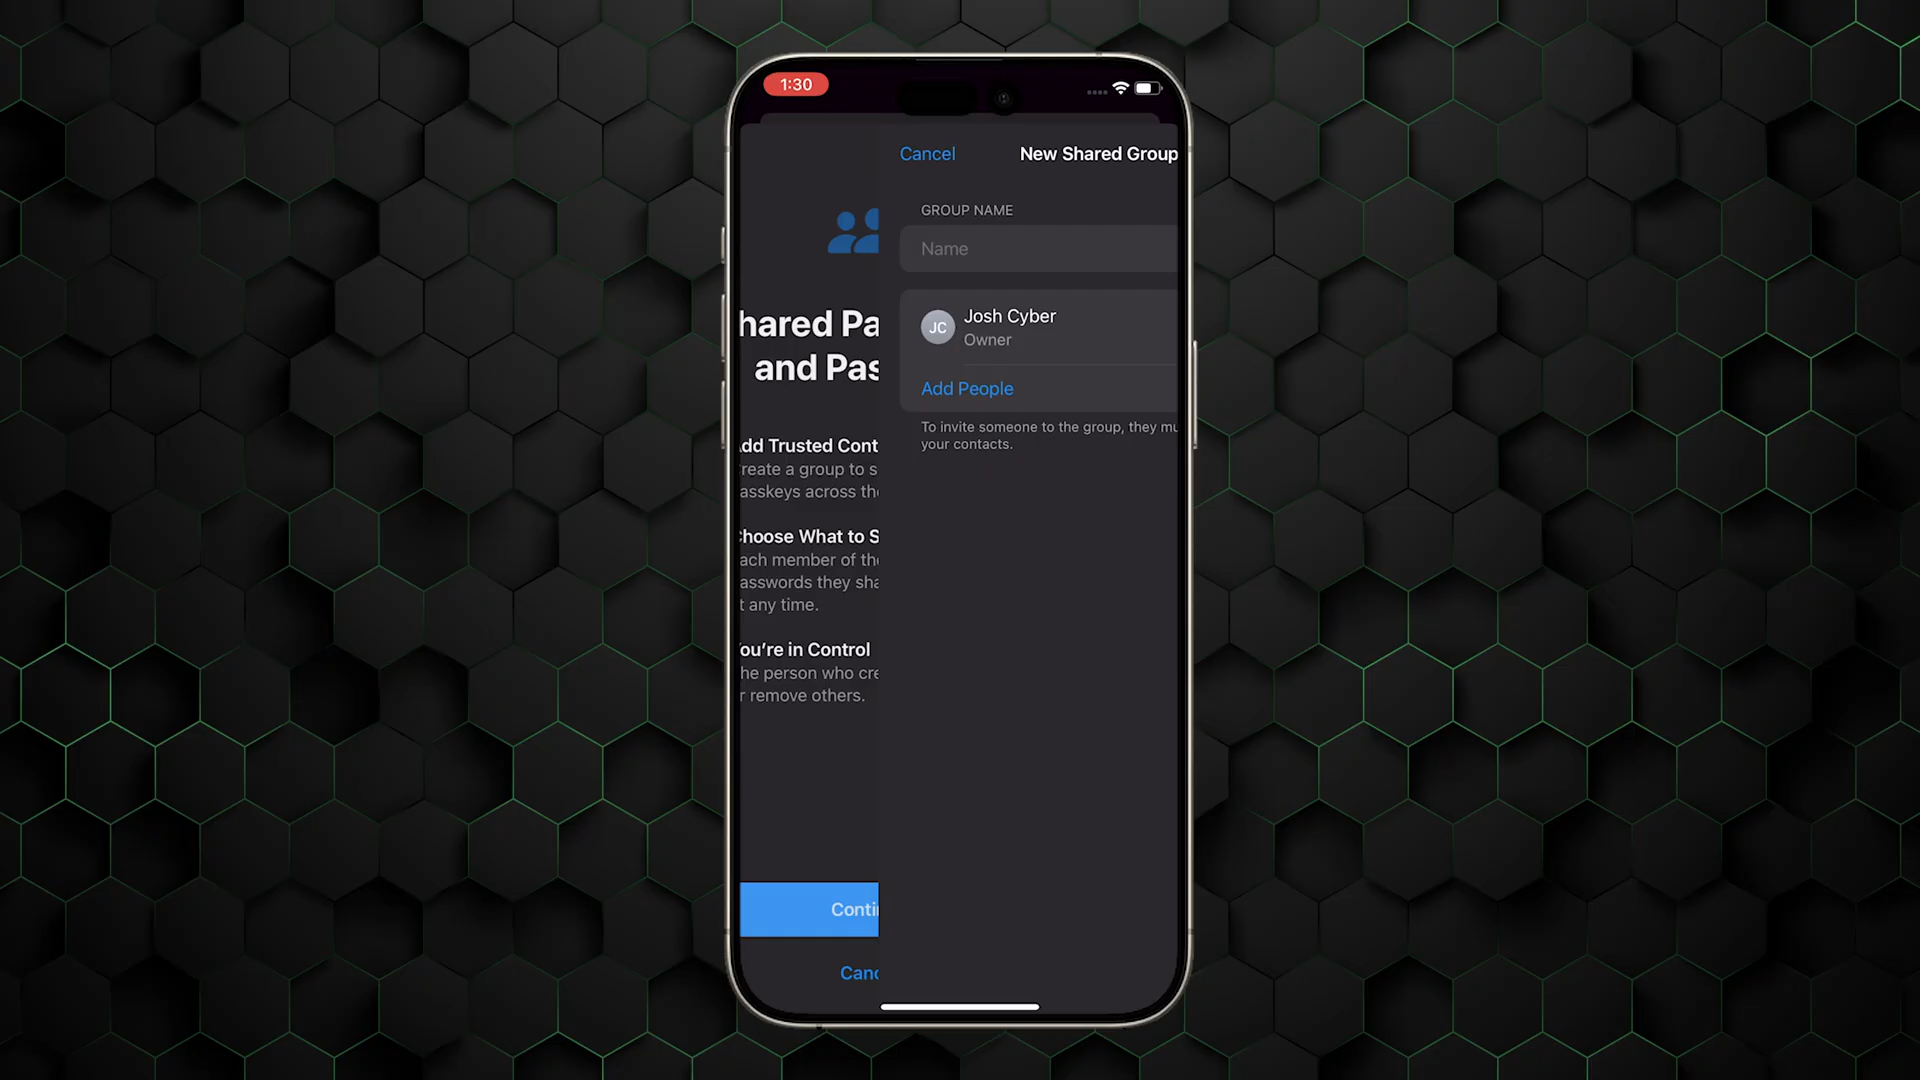 1:30
hared Pa
and Pas
dd Trusted Cont
reate a group to s
asskeys across the
hoose What to S
ach member of the
asswords they sha
t any time.
ou're in Control
he person who cre
r remove others.
Conti
Canc
Cancel
New Shared Group
GROUP NAME
Name
JC
Josh Cyber
Owner
Add People
To invite someone to the group, they mu
your contacts.